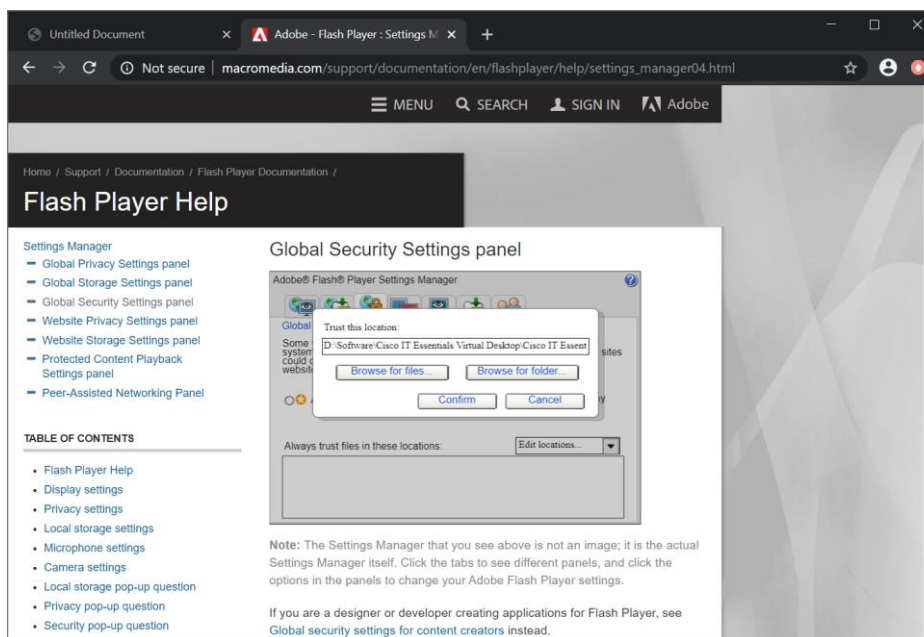 Untitled Document
Adobe - Flash Player : Settings M
Not secure | macromedia.com/support/documentation/en/flashplayer/help/settings_manager04.html
MENU SEARCH SIGN IN Adobe
Home / Support / Documentation / Flash Player Documentation /
Flash Player Help
Settings Manager
Global Privacy Settings panel
Global Storage Settings panel
Global Security Settings panel
Website Privacy Settings panel
Website Storage Settings panel
Protected Content Playback
Settings panel
Peer-Assisted Networking Panel
TABLE OF CONTENTS
Flash Player Help
Display settings
Privacy settings
Local storage settings
Microphone settings
Camera settings
Local storage pop-up question
Privacy pop-up question
Security pop-up question
Global Security Settings panel
Adobe® Flash® Player Settings Manager
Global
Some
system
could
websit
sites
Trust this location:
D:\Software\Cisco IT Essentials Virtual Desktop\Cisco IT Essent
Browse for files... Browse for folder...
Confirm Cancel
Always trust files in these locations: Edit locations...
Note: The Settings Manager that you see above is not an image; it is the actual
Settings Manager itself. Click the tabs to see different panels, and click the
options in the panels to change your Adobe Flash Player settings.
If you are a designer or developer creating applications for Flash Player, see
Global security settings for content creators instead.